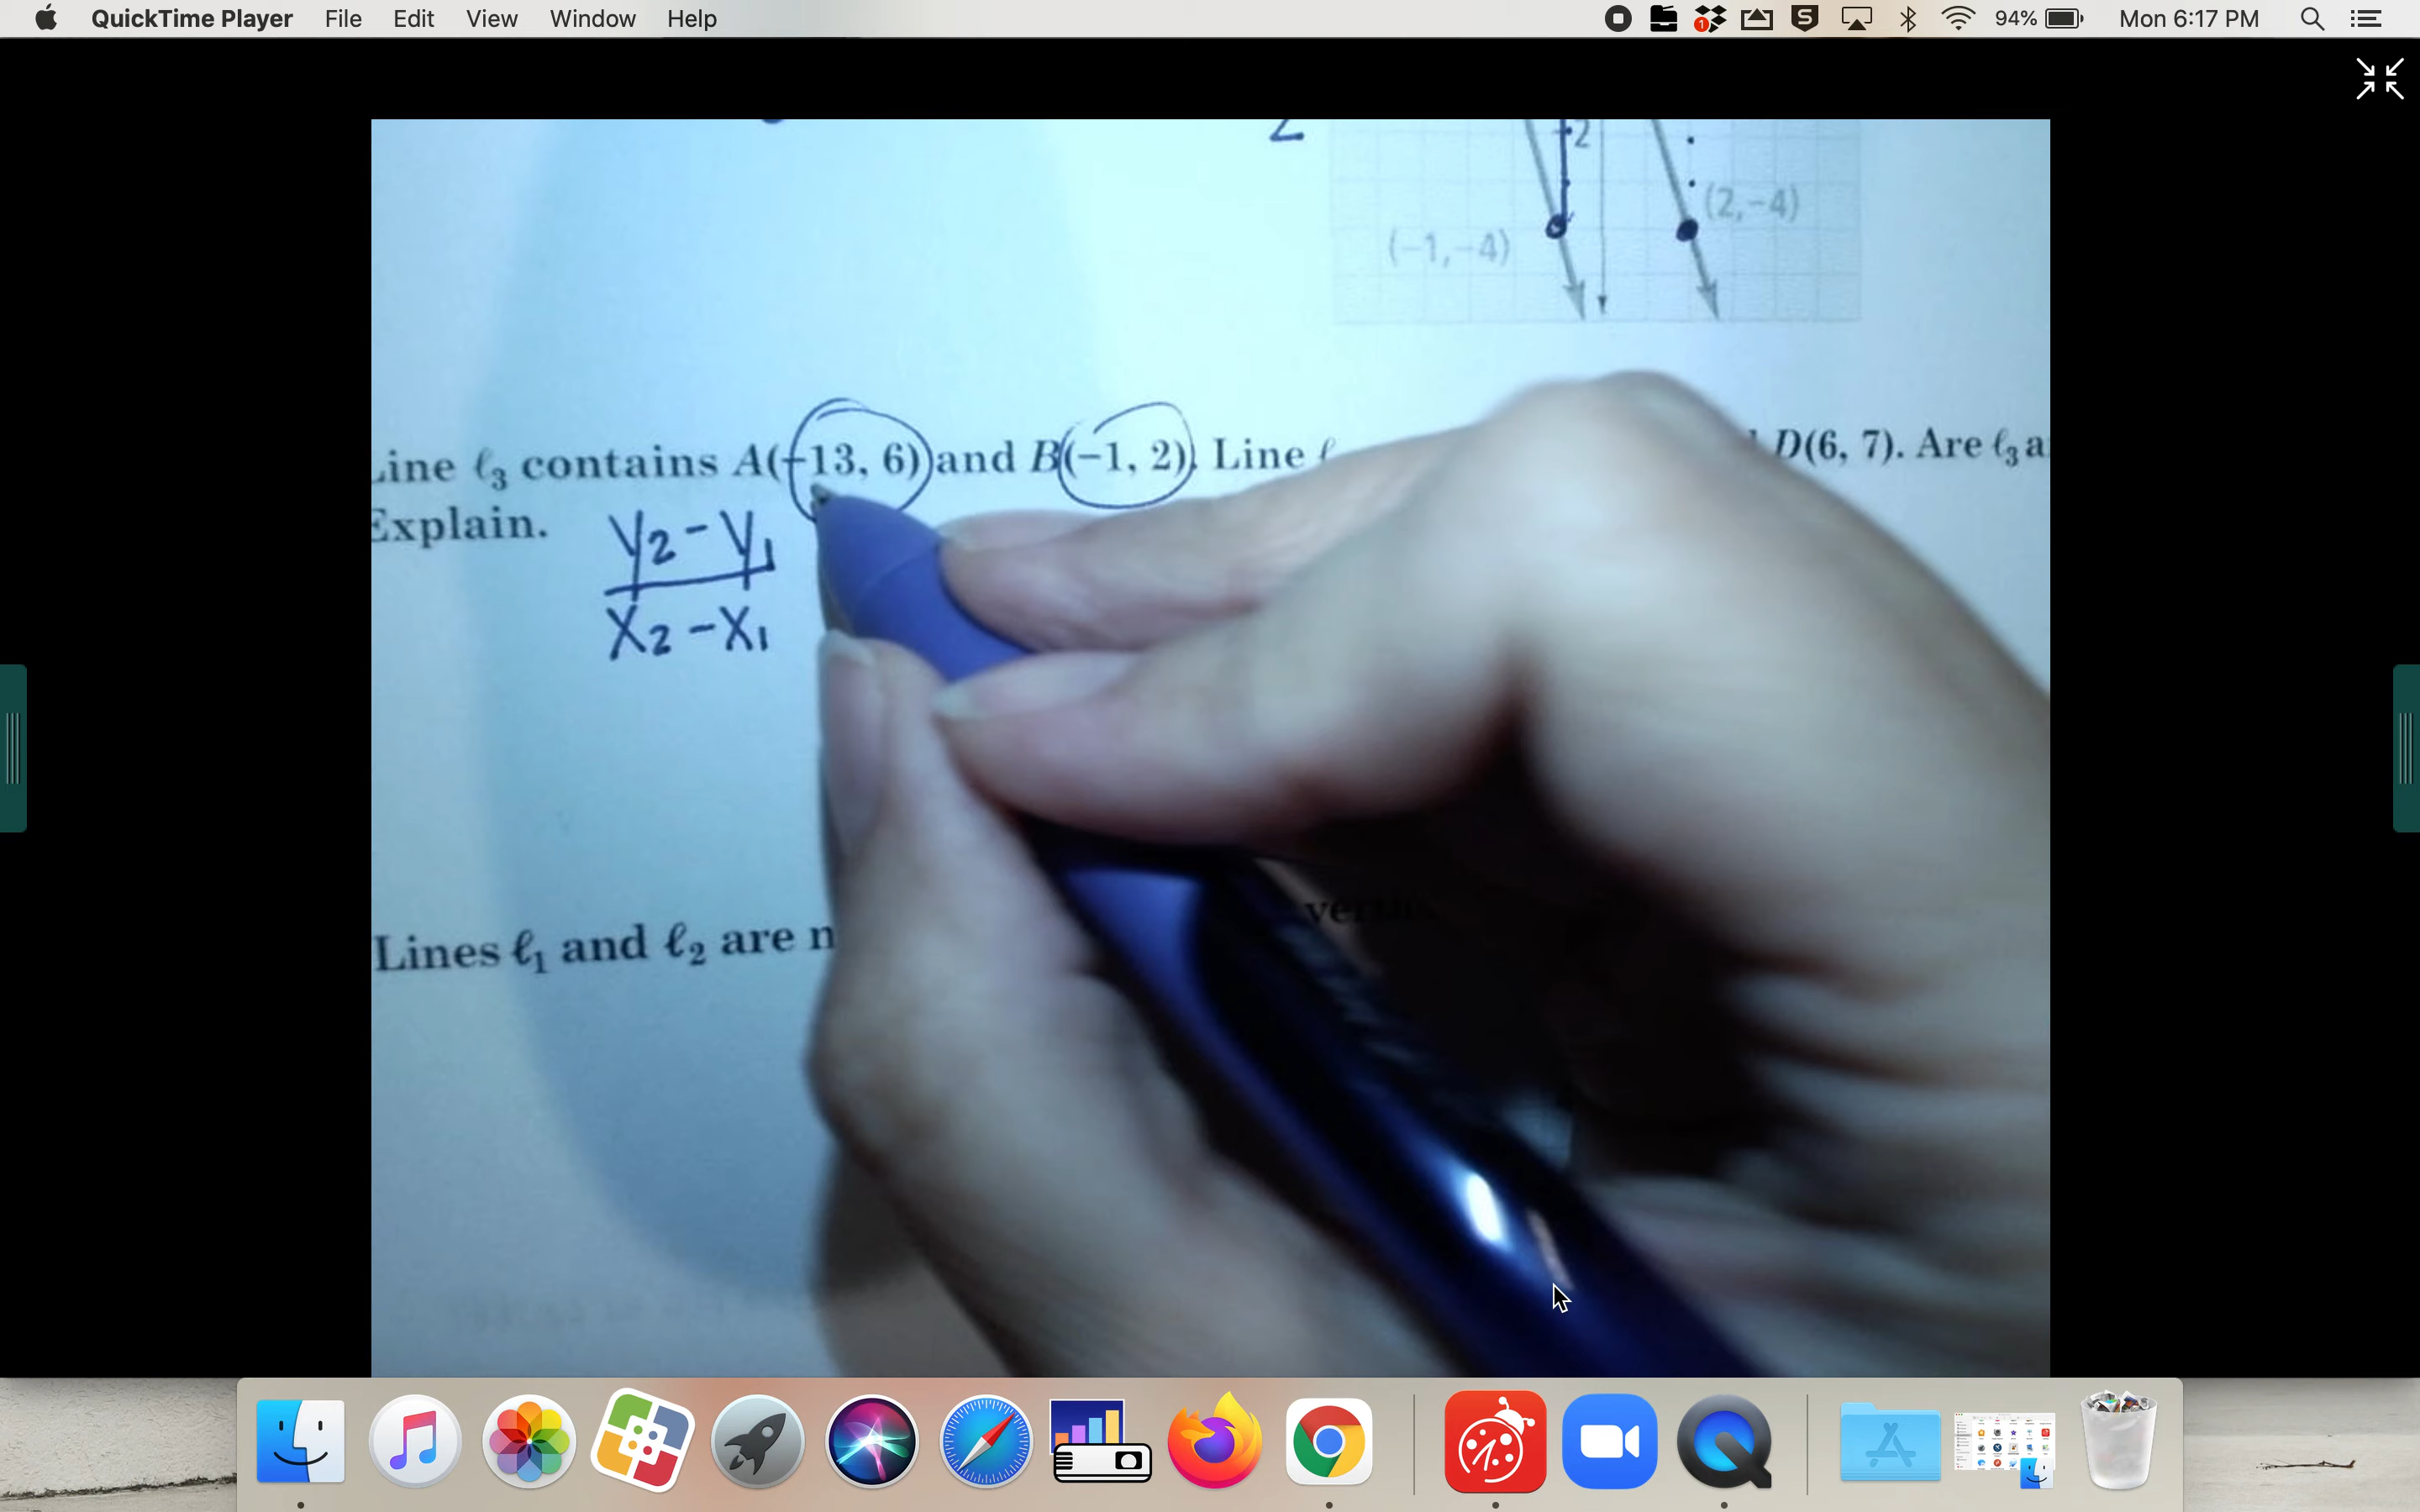 QuickTime Player File Edit View Window Help 1 S 94% Mon 6:17 PM
2
(2,-4)
(-1,-4)
Line ℓ3 contains A(-13, 6) and B(-1, 2). Line ℓ D(6, 7). Are ℓ3
Explain.
Y2 - Y1
X2 - X1
Lines ℓ1 and ℓ2 are